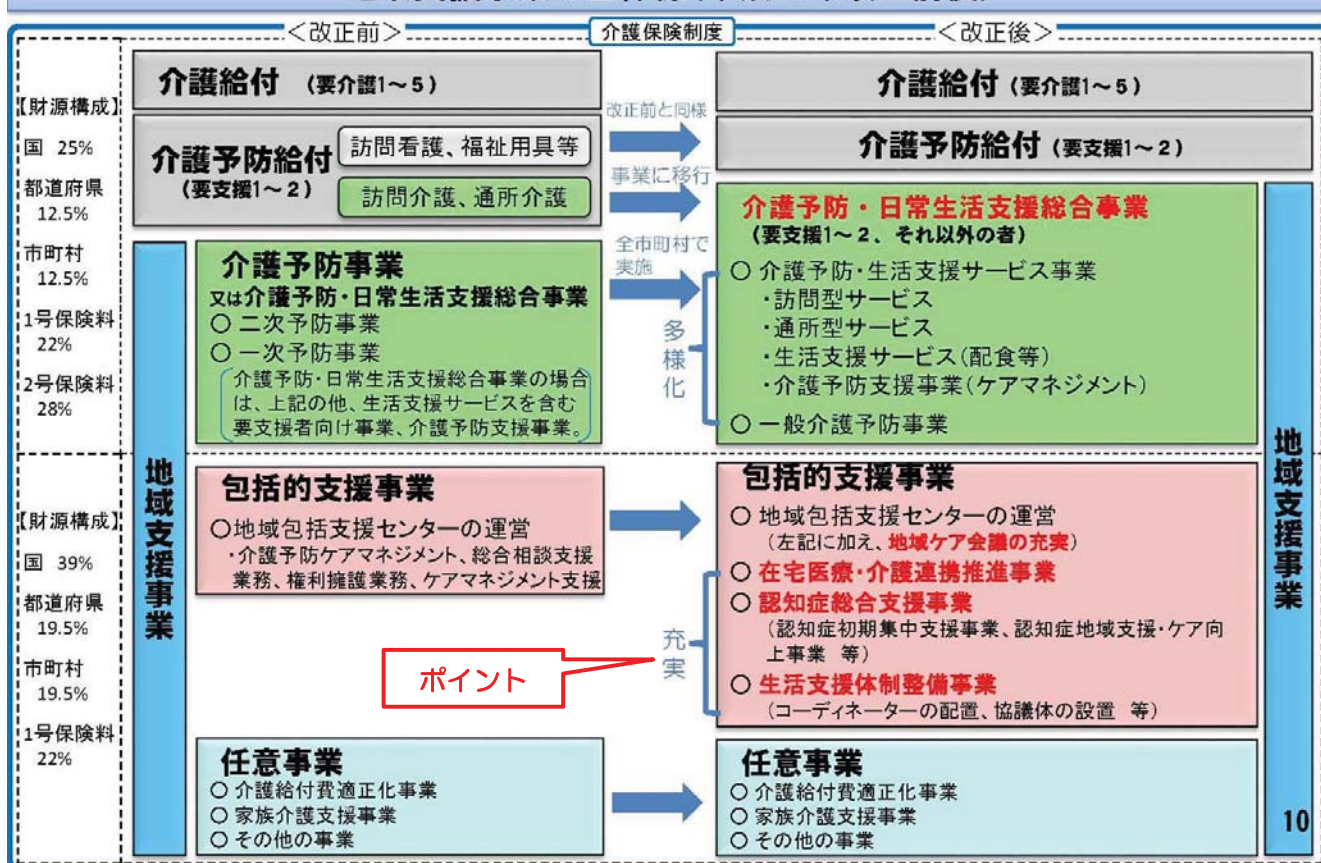 <改正前>
介護保険制度
<改正後>
【財源構成】
国 25%
都道府県
12.5%
市町村
12.5%
1号保険料
22%
2号保険料
28%
【財源構成】
国 39%
都道府県
19.5%
市町村
19.5%
1号保険料
22%
介護給付 (要介護1~5)
介護予防給付
(要支援1~2)
訪問看護、福祉用具等
訪問介護、通所介護
地域支援事業
介護予防事業
又は介護予防・日常生活支援総合事業
○ 二次予防事業
○ 一次予防事業
介護予防・日常生活支援総合事業の場合
は、上記の他、生活支援サービスを含む
要支援者向け事業、介護予防支援事業。
包括的支援事業
○地域包括支援センターの運営
・介護予防ケアマネジメント、総合相談支援
業務、権利擁護業務、ケアマネジメント支援
任意事業
○ 介護給付費適正化事業
○ 家族介護支援事業
○ その他の事業
改正前と同様
事業に移行
全市町村で
実施
多様化
充実
ポイント
介護給付 (要介護1~5)
介護予防給付 (要支援1~2)
介護予防・日常生活支援総合事業
(要支援1~2、それ以外の者)
○ 介護予防・生活支援サービス事業
・訪問型サービス
・通所型サービス
・生活支援サービス(配食等)
・介護予防支援事業(ケアマネジメント)
○ 一般介護予防事業
包括的支援事業
○ 地域包括支援センターの運営
(左記に加え、地域ケア会議の充実)
○ 在宅医療・介護連携推進事業
○ 認知症総合支援事業
(認知症初期集中支援事業、認知症地域支援・ケア向
上事業 等)
○ 生活支援体制整備事業
(コーディネーターの配置、協議体の設置 等)
任意事業
○ 介護給付費適正化事業
○ 家族介護支援事業
○ その他の事業
地域支援事業
10